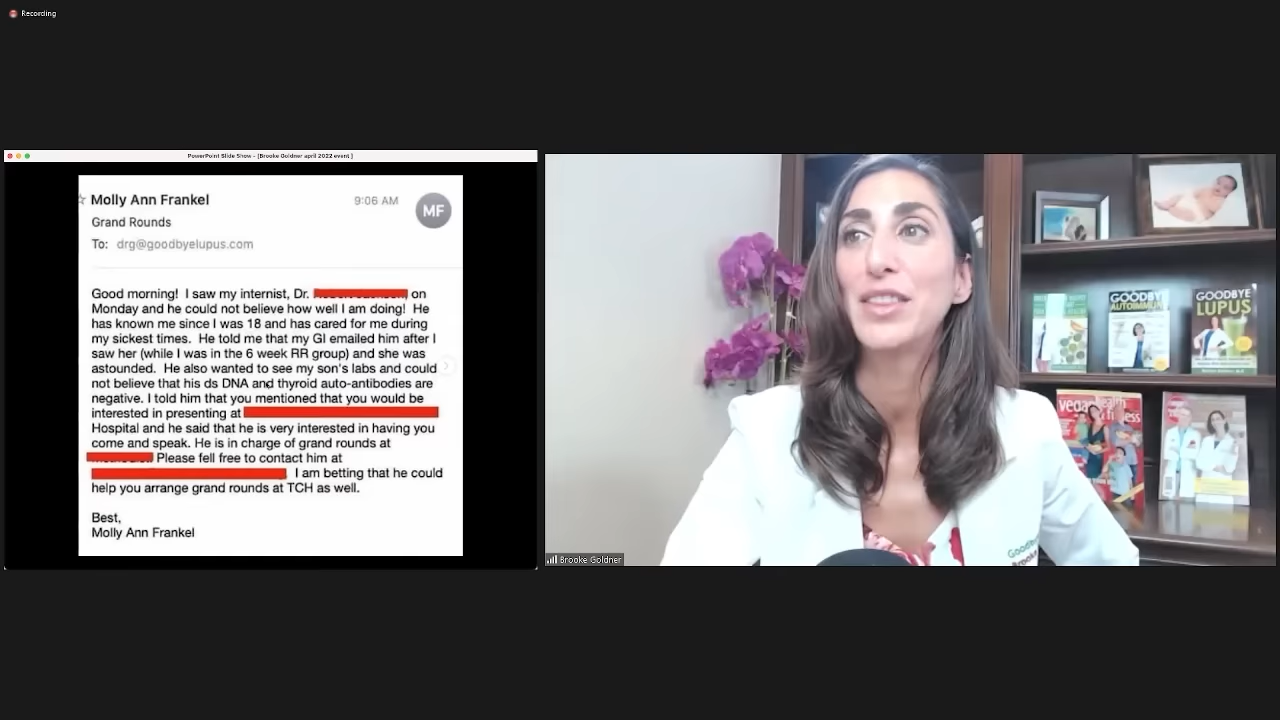 Recording
PowerPoint Slide Show - [Brooke Goldner april 2022 event ]
Molly Ann Frankel
9:06 AM
MF
Grand Rounds
To: drg@goodbyelupus.com
Good morning! I saw my internist, Dr. on
Monday and he could not believe how well I am doing! He
has known me since I was 18 and has cared for me during
my sickest times. He told me that my GI emailed him after I
saw her (while I was in the 6 week RR group) and she was
astounded. He also wanted to see my son's labs and could
not believe that his ds DNA and thyroid auto-antibodies are
negative. I told him that you mentioned that you would be
interested in presenting at
Hospital and he said that he is very interested in having you
come and speak. He is in charge of grand rounds at
Please fell free to contact him at
I am betting that he could
help you arrange grand rounds at TCH as well.
Best,
Molly Ann Frankel
GOODBYE
AUTOIMMUNE
GOODBYE
LUPUS
vegan
health
fitness
Brooke Goldner